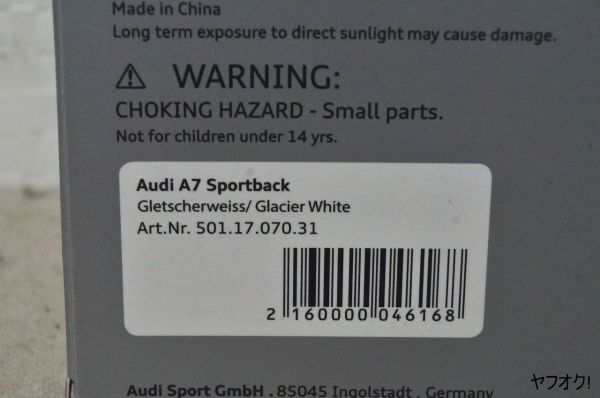 Made in China
Long term exposure to direct sunlight may cause damage.
⚠ WARNING:
CHOKING HAZARD - Small parts.
Not for children under 14 yrs.
Audi A7 Sportback
Gletscherweiss/ Glacier White
Art.Nr. 501.17.070.31
2 160000 046168
Audi Sport GmbH . 85045 Ingolstadt . Germany
ヤフオク!